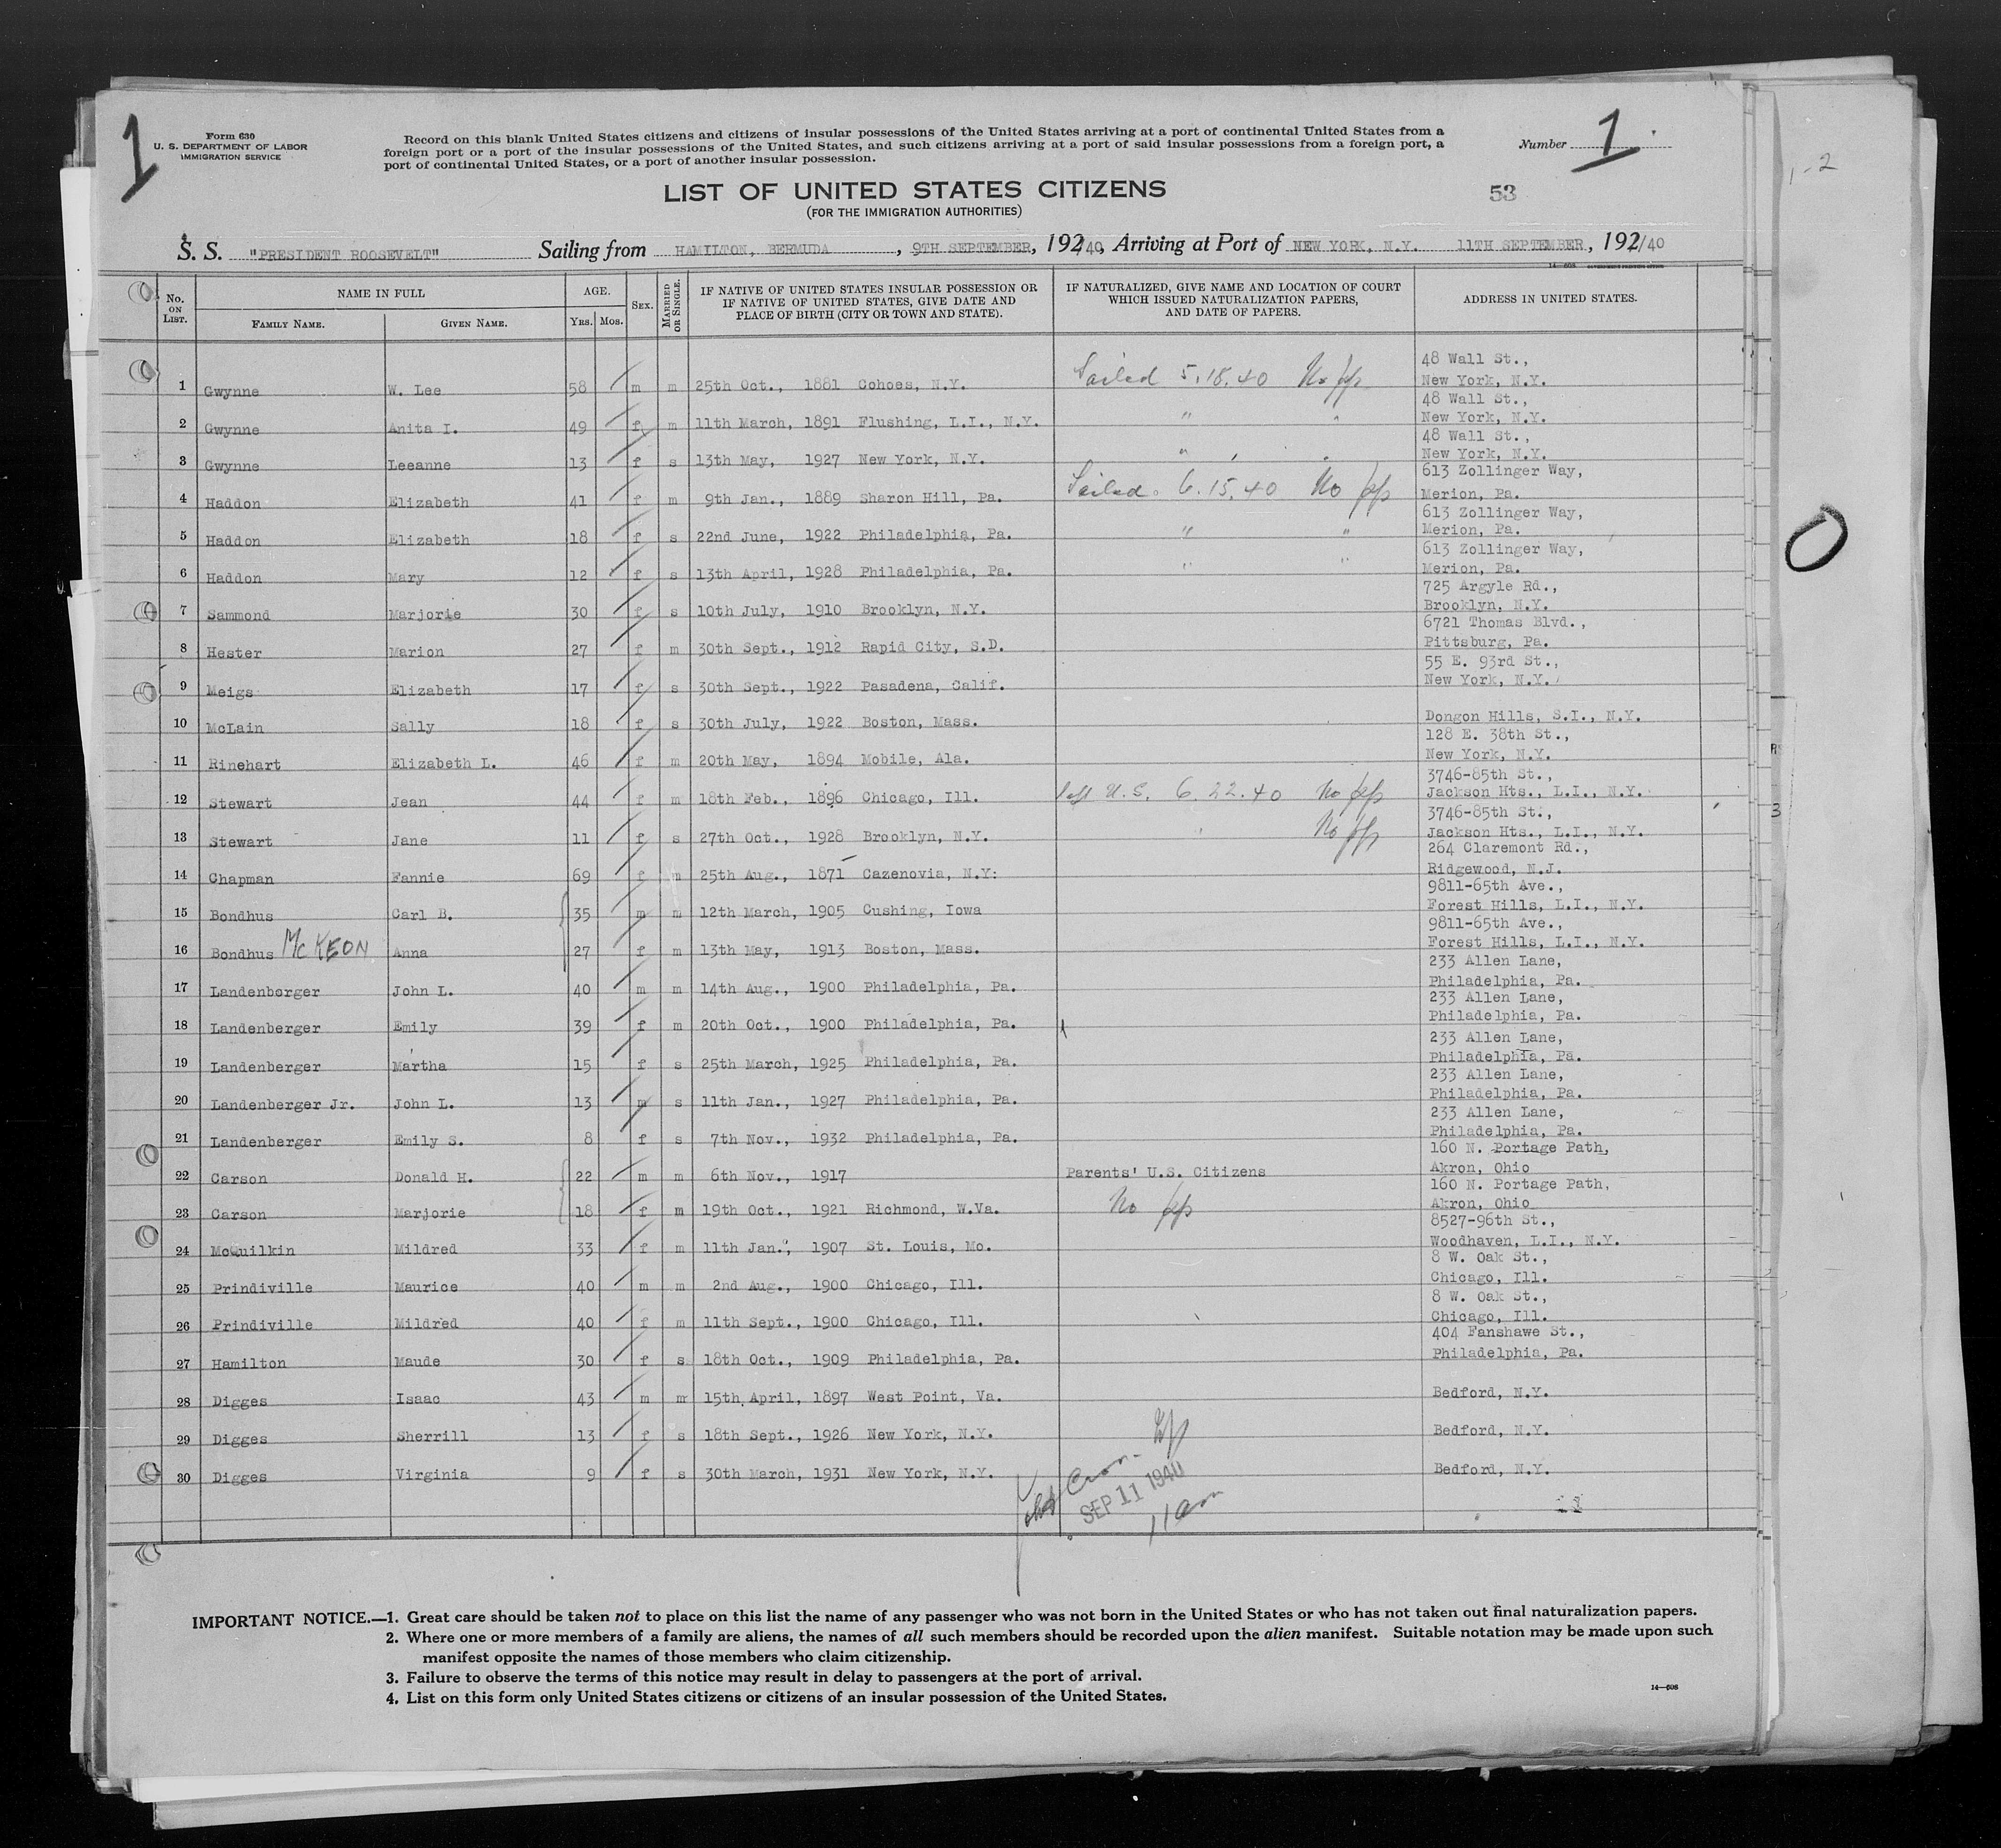 1
Form 630
U. S. DEPARTMENT OF LABOR
IMMIGRATION SERVICE
Record on this blank United States citizens and citizens of insular possessions of the United States arriving at a port of continental United States from a
foreign port or a port of the insular possessions of the United States, and such citizens arriving at a port of said insular possessions from a foreign port, a
port of continental United States, or a port of another insular possession.
Number 1
1-2
LIST OF UNITED STATES CITIZENS
(FOR THE IMMIGRATION AUTHORITIES)
53
S. S. "PRESIDENT ROOSEVELT" Sailing from HAMILTON, BERMUDA, 9TH SEPTEMBER, 192/40, Arriving at Port of NEW YORK, N.Y. 11TH SEPTEMBER, 192/40
No. ON LIST. NAME IN FULL FAMILY NAME. GIVEN NAME. AGE. YRS. MOS. SEX. MARRIED OR SINGLE. IF NATIVE OF UNITED STATES INSULAR POSSESSION OR IF NATIVE OF UNITED STATES, GIVE DATE AND PLACE OF BIRTH (CITY OR TOWN AND STATE). IF NATURALIZED, GIVE NAME AND LOCATION OF COURT WHICH ISSUED NATURALIZATION PAPERS, AND DATE OF PAPERS. ADDRESS IN UNITED STATES.
1 Gwynne W. Lee 58 m m 25th Oct., 1881 Cohoes, N.Y. Sailed 5.18.40 No pp 48 Wall St., New York, N.Y.
2 Gwynne Anita I. 49 f m 11th March, 1891 Flushing, L.I., N.Y. " " 48 Wall St., New York, N.Y.
3 Gwynne Leeanne 13 f s 13th May, 1927 New York, N.Y. " 48 Wall St., New York, N.Y.
4 Haddon Elizabeth 41 f m 9th Jan., 1889 Sharon Hill, Pa. Sailed 6.15.40 No pp 613 Zollinger Way, Merion, Pa.
5 Haddon Elizabeth 18 f s 22nd June, 1922 Philadelphia, Pa. " " 613 Zollinger Way, Merion, Pa.
6 Haddon Mary 12 f s 13th April, 1928 Philadelphia, Pa. " " 613 Zollinger Way, Merion, Pa.
7 Sammond Marjorie 30 f s 10th July, 1910 Brooklyn, N.Y. 725 Argyle Rd., Brooklyn, N.Y.
8 Hester Marion 27 f m 30th Sept., 1912 Rapid City, S.D. 6721 Thomas Blvd., Pittsburg, Pa.
9 Meigs Elizabeth 17 f s 30th Sept., 1922 Pasadena, Calif. 55 E. 93rd St., New York, N.Y.
10 McLain Sally 18 f s 30th July, 1922 Boston, Mass. Dongon Hills, S.I., N.Y.
11 Rinehart Elizabeth L. 46 f m 20th May, 1894 Mobile, Ala. 128 E. 38th St., New York, N.Y.
12 Stewart Jean 44 f m 18th Feb., 1896 Chicago, Ill. left U.S. 6.22.40 No pp 3746-85th St., Jackson Hts., L.I., N.Y.
13 Stewart Jane 11 f s 27th Oct., 1928 Brooklyn, N.Y. No pp 3746-85th St., Jackson Hts., L.I., N.Y.
14 Chapman Fannie 69 f m 25th Aug., 1871 Cazenovia, N.Y: 264 Claremont Rd., Ridgewood, N.J.
15 Bondhus Carl B. 35 m m 12th March, 1905 Cushing, Iowa 9811-65th Ave., Forest Hills, L.I., N.Y.
16 Bondhus McKEON Anna 27 f m 13th May, 1913 Boston, Mass. 9811-65th Ave., Forest Hills, L.I., N.Y.
17 Landenberger John L. 40 m m 14th Aug., 1900 Philadelphia, Pa. 233 Allen Lane, Philadelphia, Pa.
18 Landenberger Emily 39 f m 20th Oct., 1900 Philadelphia, Pa. 233 Allen Lane, Philadelphia, Pa.
19 Landenberger Martha 15 f s 25th March, 1925 Philadelphia, Pa. 233 Allen Lane, Philadelphia, Pa.
20 Landenberger Jr. John L. 13 m s 11th Jan., 1927 Philadelphia, Pa. 233 Allen Lane, Philadelphia, Pa.
21 Landenberger Emily S. 8 f s 7th Nov., 1932 Philadelphia, Pa. 233 Allen Lane, Philadelphia, Pa.
22 Carson Donald H. 22 m m 6th Nov., 1917 Parents' U.S. Citizens 160 N. Portage Path, Akron, Ohio
23 Carson Marjorie 18 f m 19th Oct., 1921 Richmond, W.Va. No pp 160 N. Portage Path, Akron, Ohio
24 McQuilkin Mildred 33 f m 11th Jan., 1907 St. Louis, Mo. 8527-96th St., Woodhaven, L.I., N.Y.
25 Prindiville Maurice 40 m m 2nd Aug., 1900 Chicago, Ill. 8 W. Oak St., Chicago, Ill.
26 Prindiville Mildred 40 f m 11th Sept., 1900 Chicago, Ill. 8 W. Oak St., Chicago, Ill.
27 Hamilton Maude 30 f s 18th Oct., 1909 Philadelphia, Pa. 404 Fanshawe St., Philadelphia, Pa.
28 Digges Isaac 43 m m 15th April, 1897 West Point, Va. Bedford, N.Y.
29 Digges Sherrill 13 f s 18th Sept., 1926 New York, N.Y. Bedford, N.Y.
30 Digges Virginia 9 f s 30th March, 1931 New York, N.Y. Bedford, N.Y.
SEP 11 1940
11 am
IMPORTANT NOTICE.—1. Great care should be taken not to place on this list the name of any passenger who was not born in the United States or who has not taken out final naturalization papers.
2. Where one or more members of a family are aliens, the names of all such members should be recorded upon the alien manifest. Suitable notation may be made upon such
manifest opposite the names of those members who claim citizenship.
3. Failure to observe the terms of this notice may result in delay to passengers at the port of arrival.
4. List on this form only United States citizens or citizens of an insular possession of the United States.
14—608